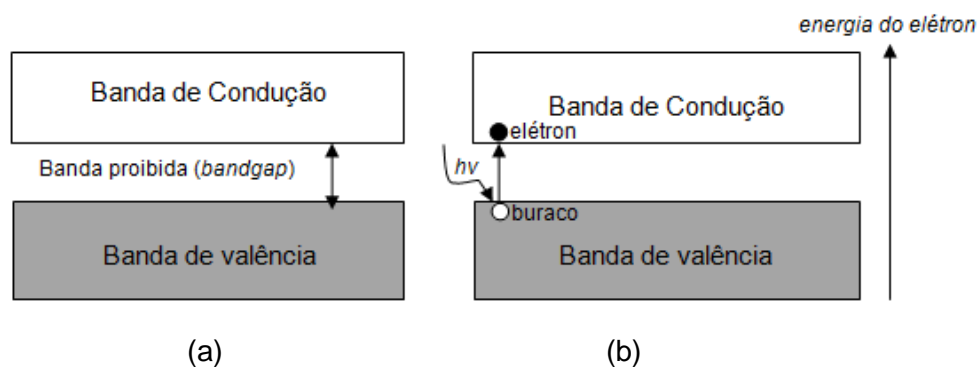 energia do elétron
Banda de Condução
Banda de Condução
elétron
Banda proibida (bandgap)
hv
buraco
Banda de valência
Banda de valência
(a)
(b)